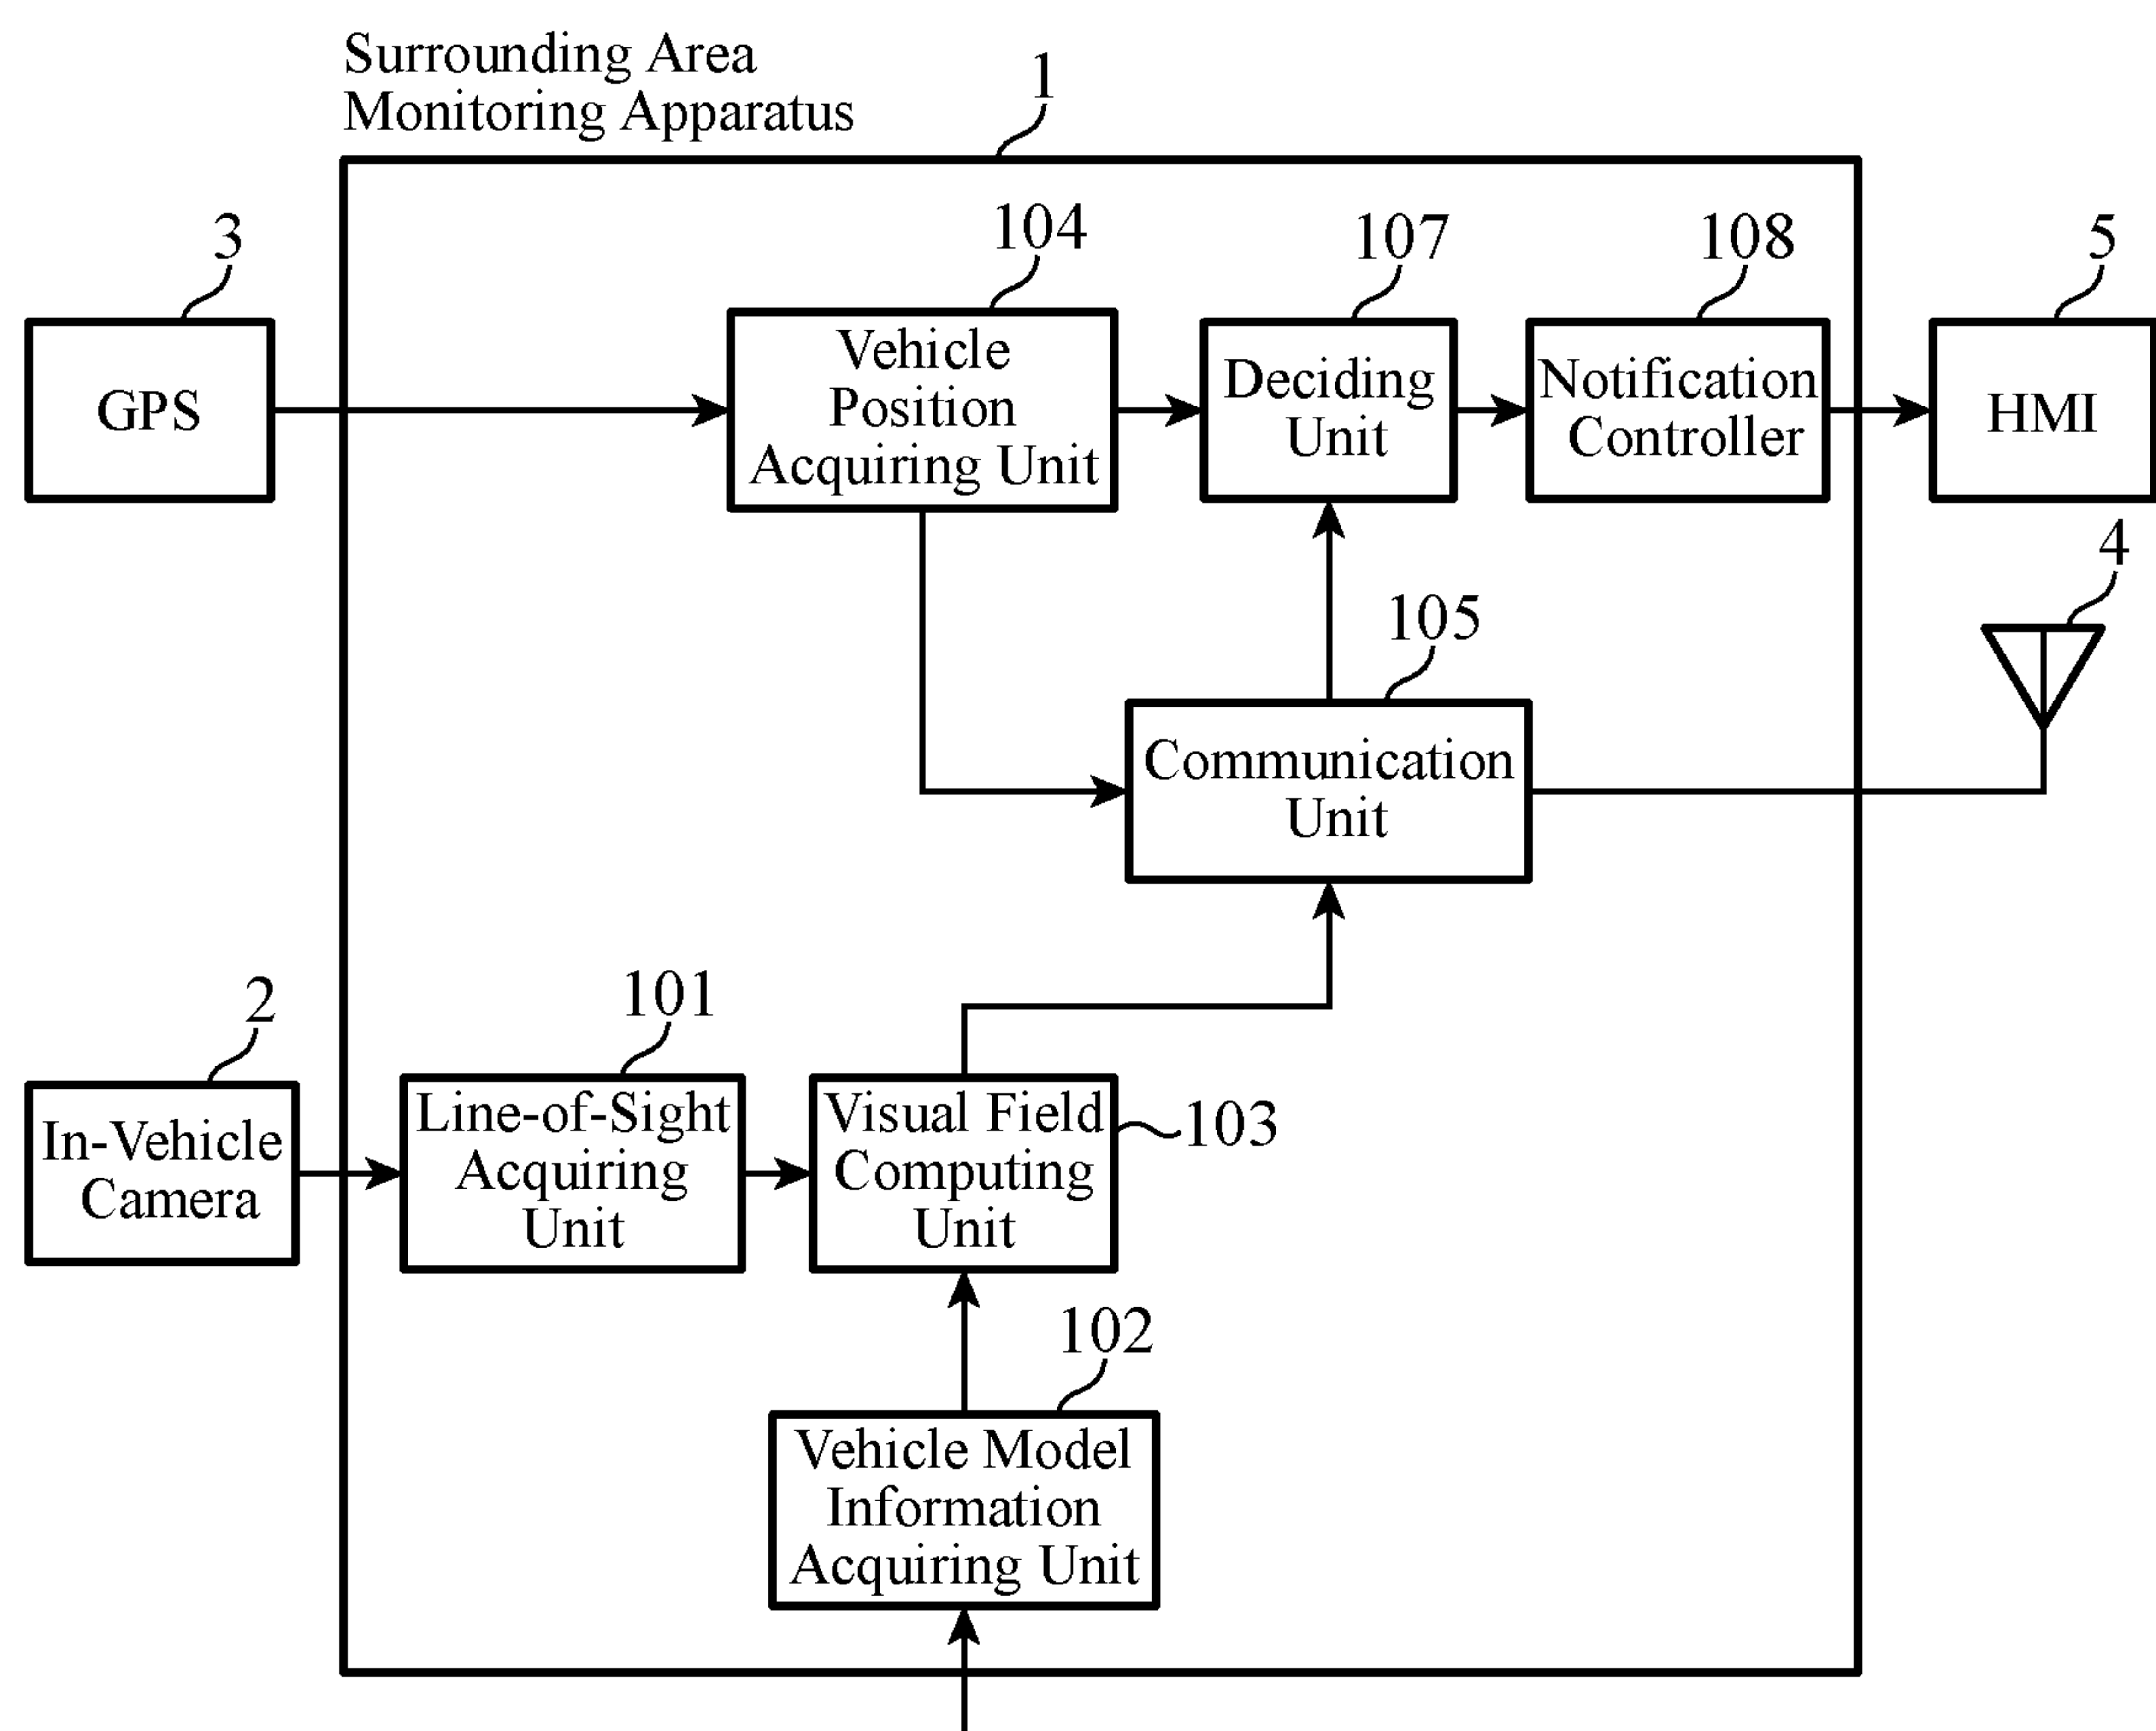 Surrounding Area
Monitoring Apparatus
1
3
104
107
108
5
GPS
Vehicle
Position
Acquiring Unit
Deciding
Unit
Notification
Controller
HMI
4
105
Communication
Unit
2
101
In-Vehicle
Camera
Line-of-Sight
Acquiring
Unit
Visual Field
Computing
Unit
103
102
Vehicle Model
Information
Acquiring Unit